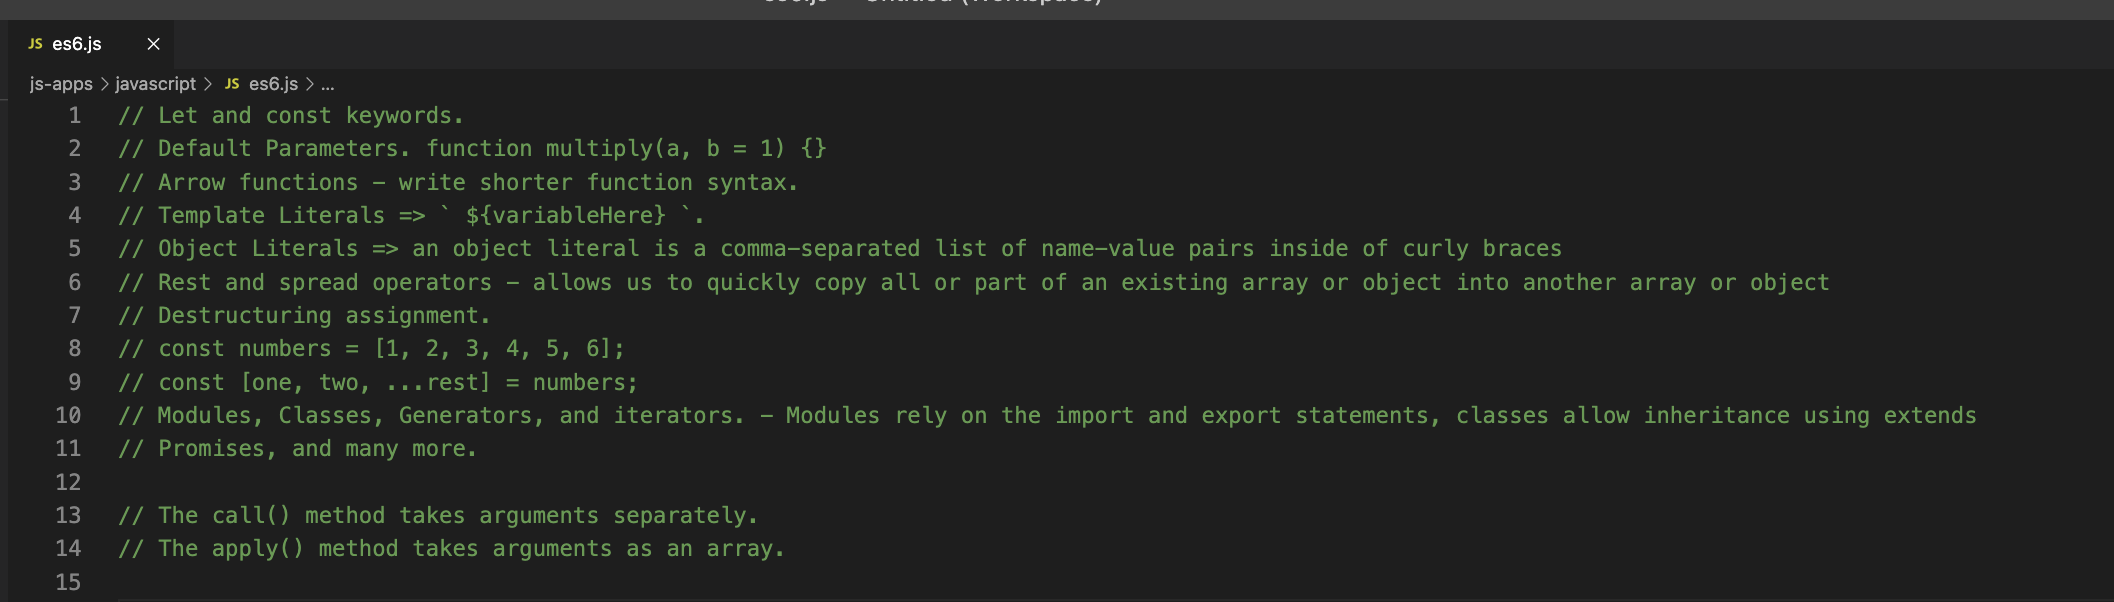 es6.js — Untitled (Workspace)
JS es6.js ×
js-apps > javascript > JS es6.js > ...
1 // Let and const keywords.
2 // Default Parameters. function multiply(a, b = 1) {}
3 // Arrow functions - write shorter function syntax.
4 // Template Literals => ` ${variableHere} `.
5 // Object Literals => an object literal is a comma-separated list of name-value pairs inside of curly braces
6 // Rest and spread operators - allows us to quickly copy all or part of an existing array or object into another array or object
7 // Destructuring assignment.
8 // const numbers = [1, 2, 3, 4, 5, 6];
9 // const [one, two, ...rest] = numbers;
10 // Modules, Classes, Generators, and iterators. - Modules rely on the import and export statements, classes allow inheritance using extends
11 // Promises, and many more.
12
13 // The call() method takes arguments separately.
14 // The apply() method takes arguments as an array.
15